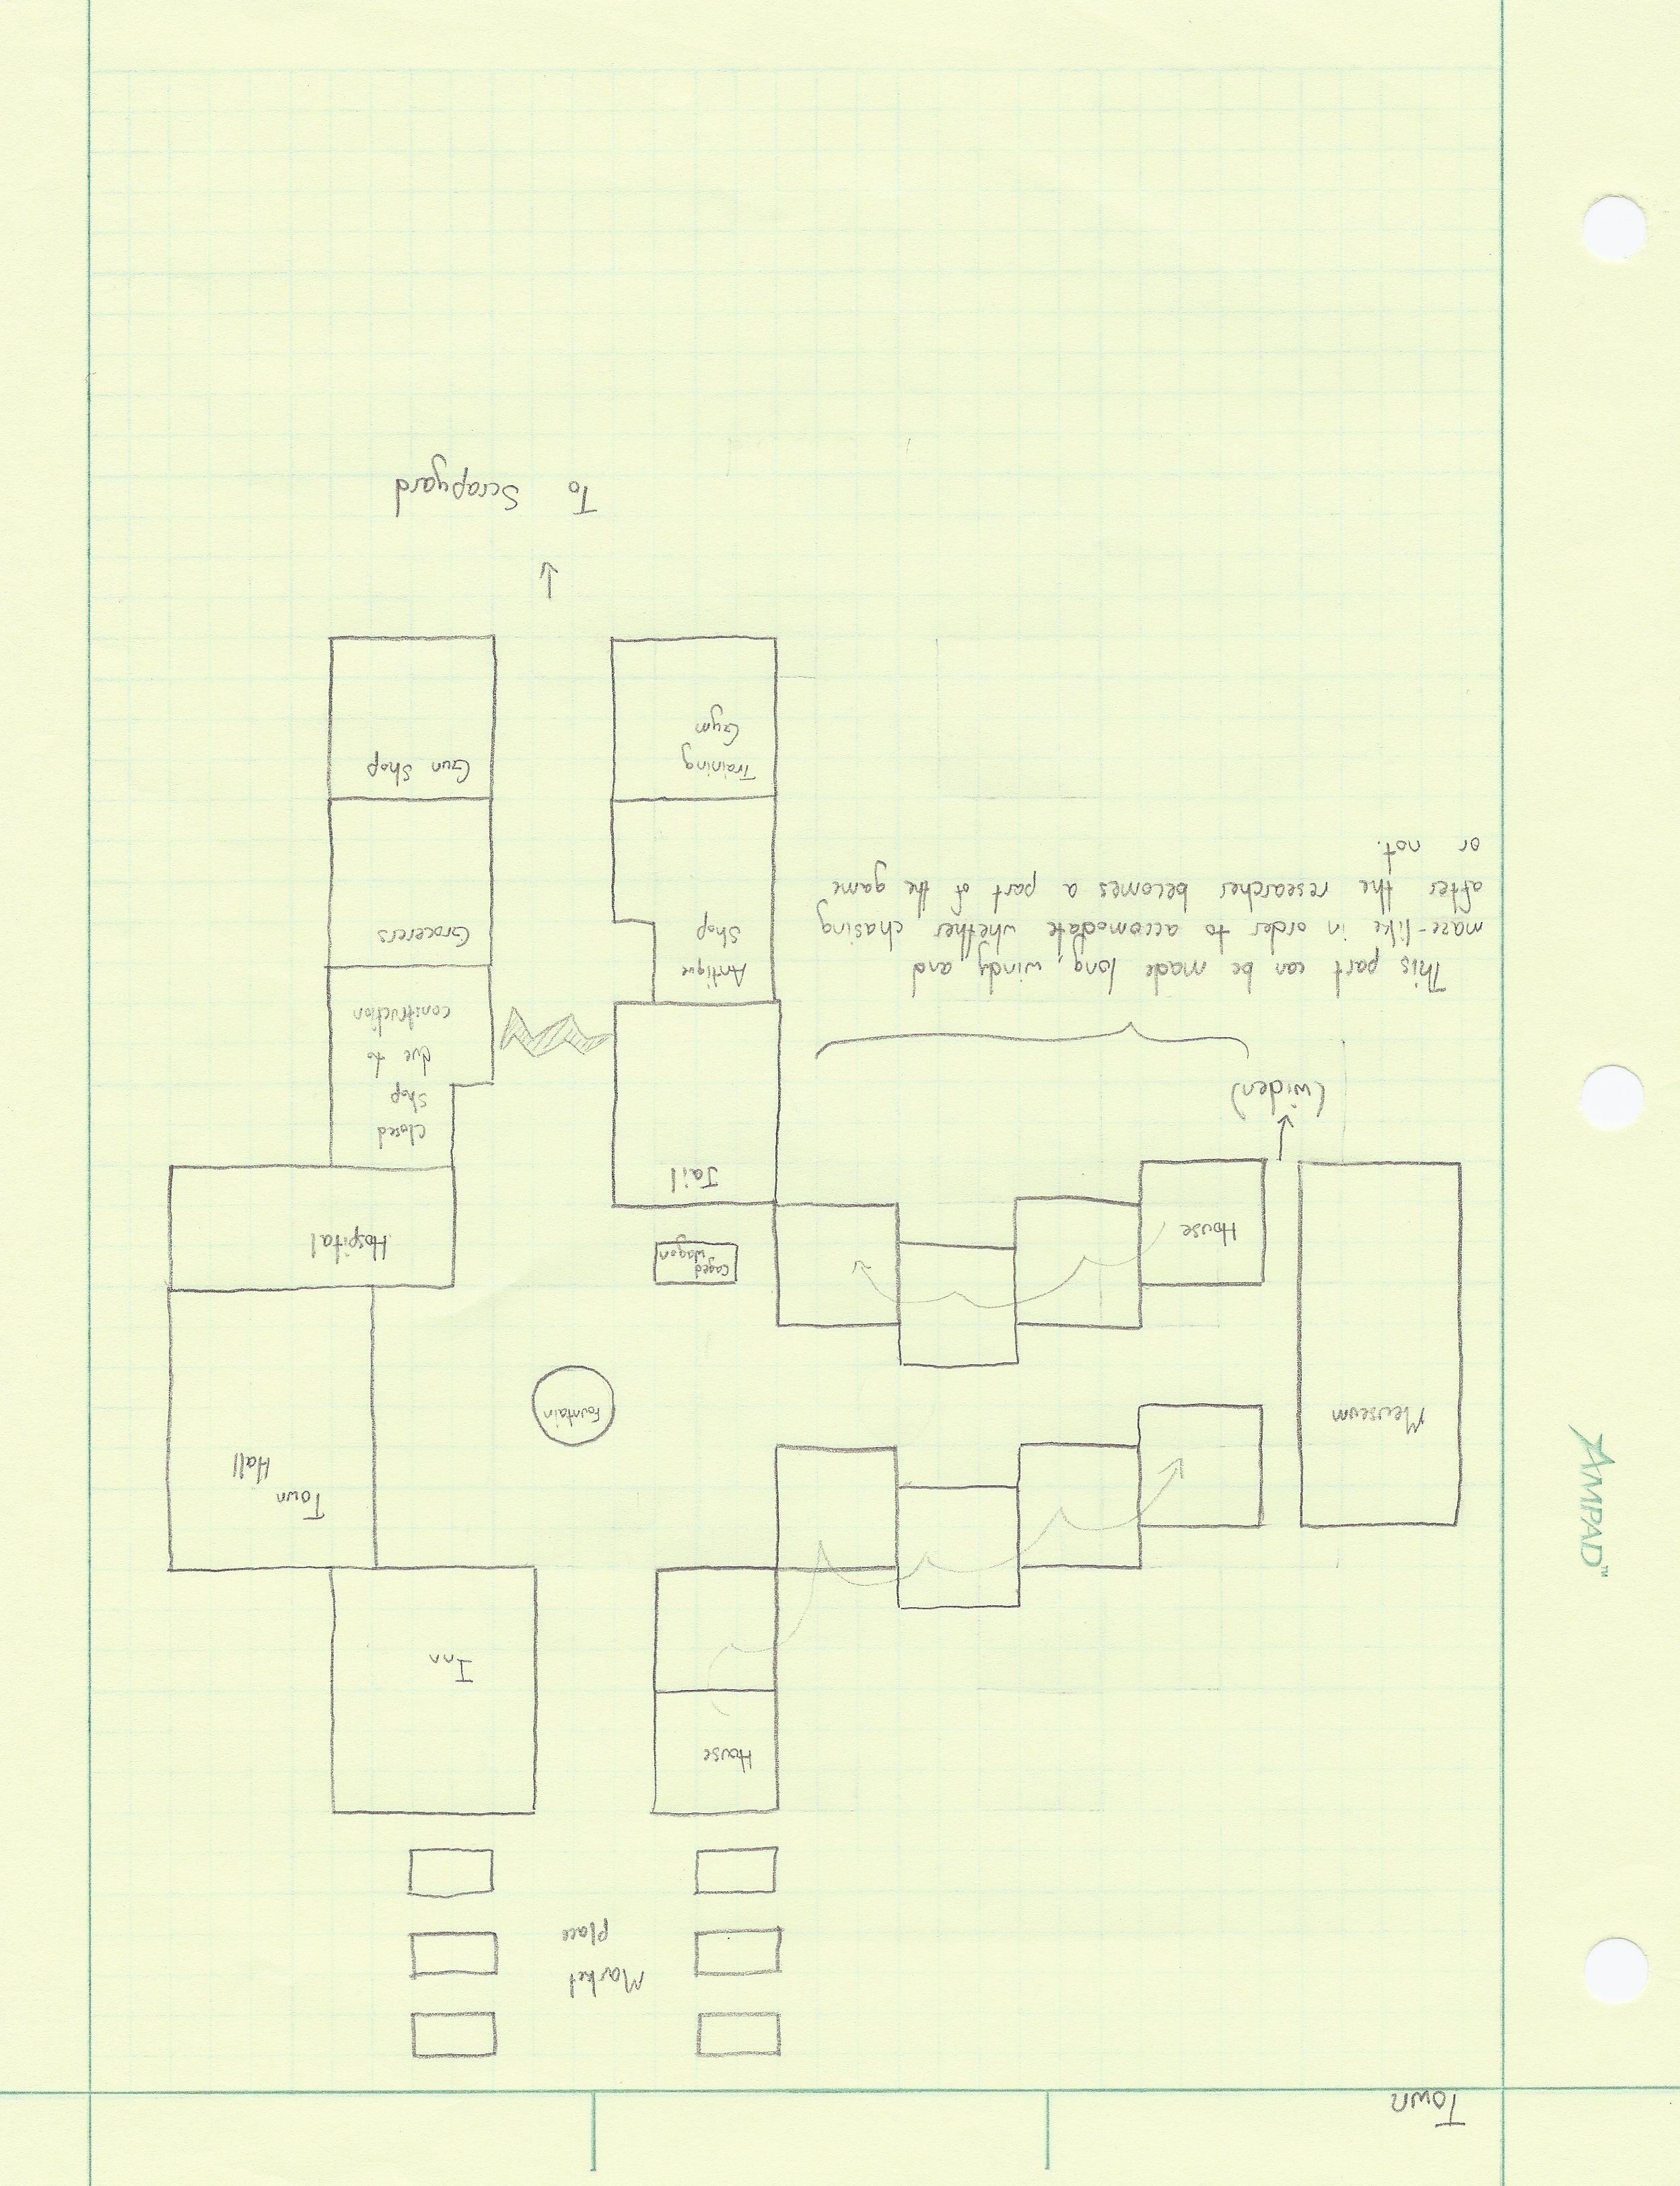 Town
Market
Place
House
Inn
Town
Hall
Meuseum
Fountain
House
Caged
Wagon
Hospital
Jail
(widen)
Closed
Shop
due to
construction
This part can be made long, windy and
maze-like in order to accomodate whether chasing
after the researcher becomes a part of the game
or not.
Antique
Shop
Grocerers
Training
Gym
Gun Shop
To Scrapyard
AMPAD™